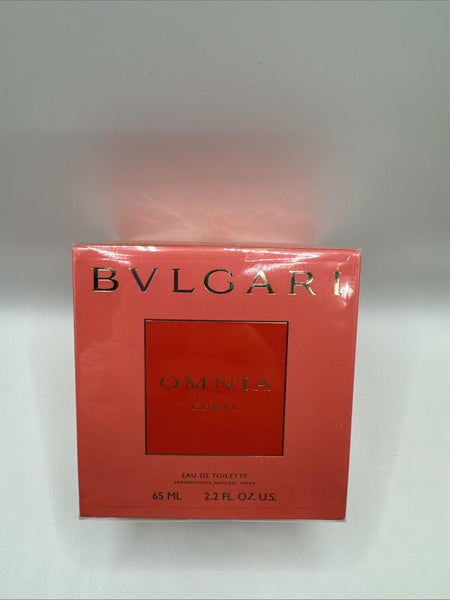 BVLGARI
OMNIA
CORAL
EAU DE TOILETTE
VAPORISATEUR NATURAL SPRAY
65 ML 2.2 FL. OZ. U.S.